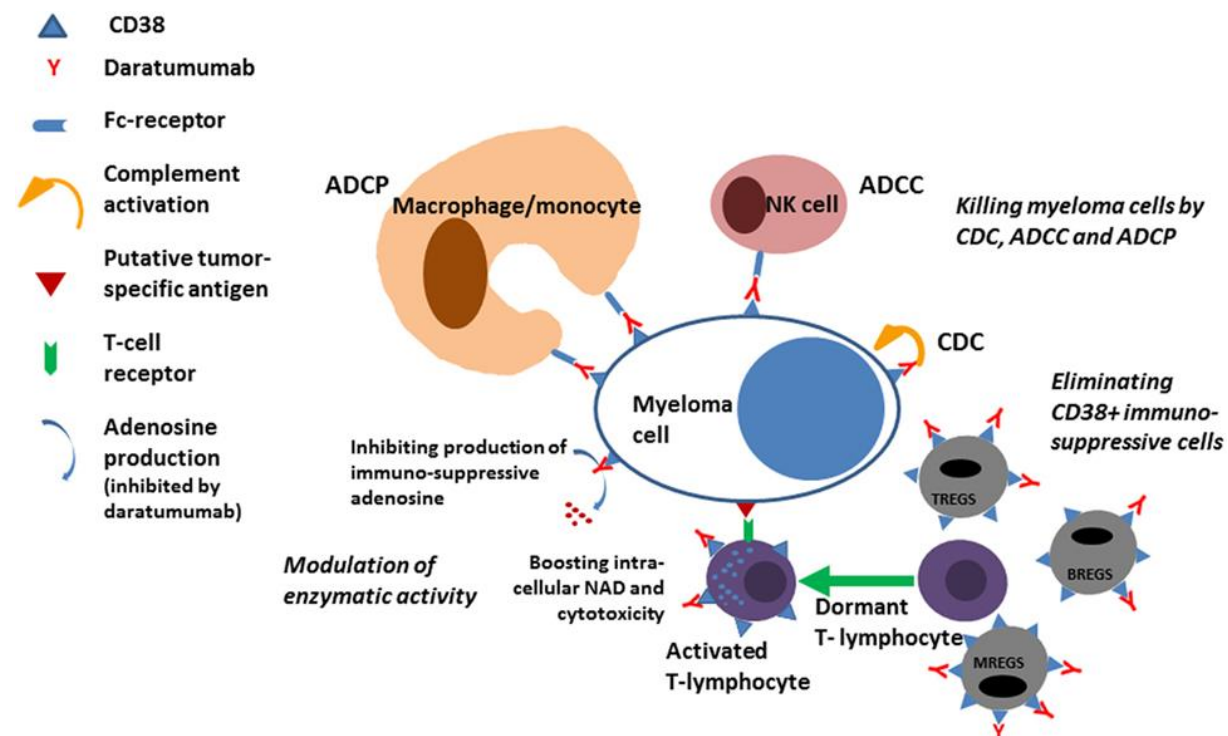 CD38
Daratumumab
Fc-receptor
Complement
activation
Putative tumor-
specific antigen
T-cell
receptor
Adenosine
production
(inhibited by
daratumumab)
ADCP
Macrophage/monocyte
NK cell
ADCC
Killing myeloma cells by
CDC, ADCC and ADCP
CDC
Myeloma
cell
Eliminating
CD38+ immuno-
suppressive cells
Inhibiting production of
immuno-suppressive
adenosine
TREGS
BREGS
Modulation of
enzymatic activity
Boosting intra-
cellular NAD and
cytotoxicity
Dormant
T- lymphocyte
Activated
T-lymphocyte
MREGS